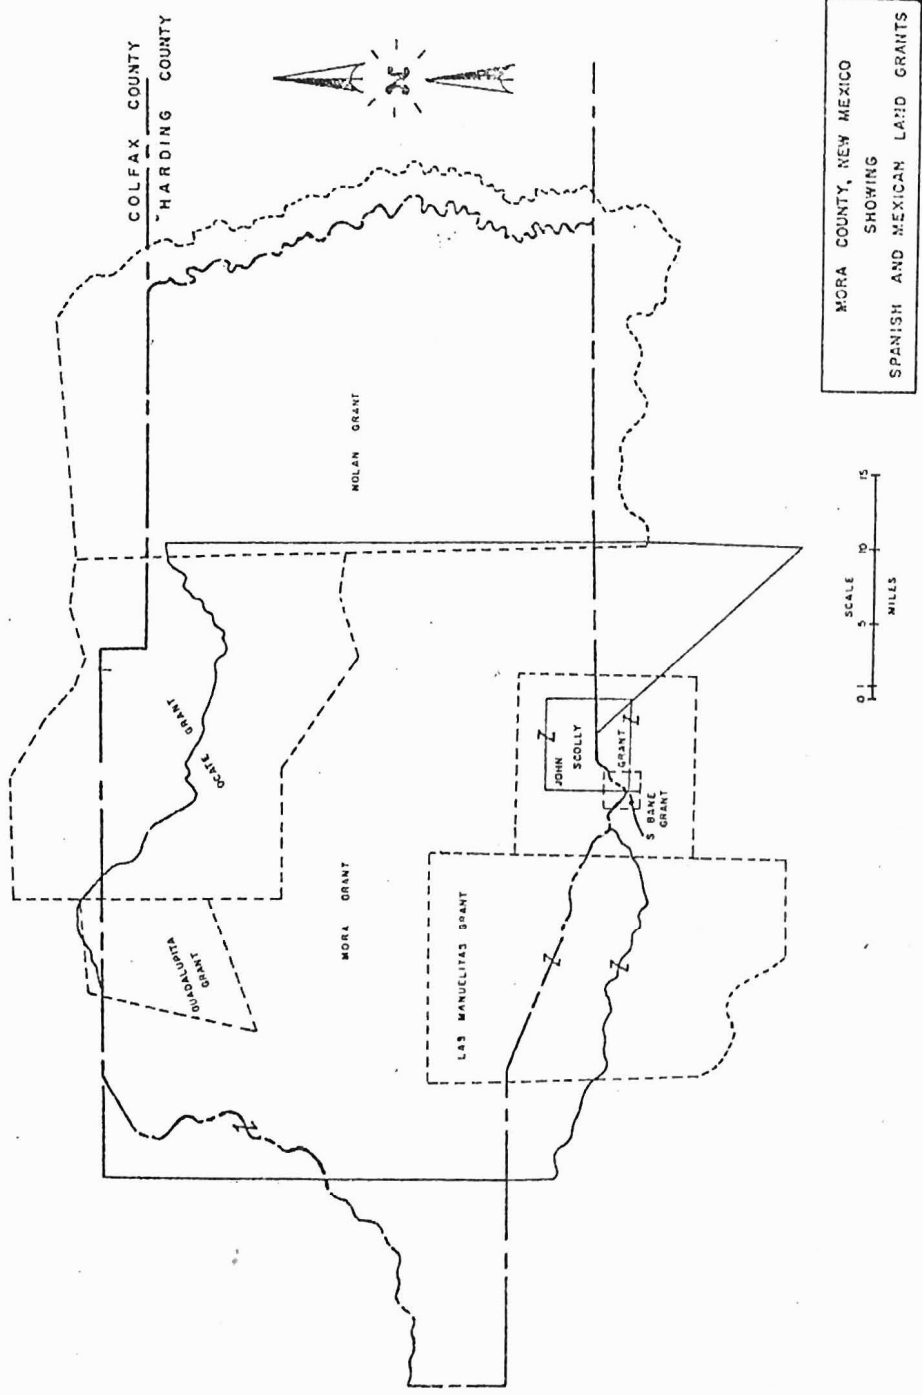 COLFAX COUNTY
HARDING COUNTY
N
NOLAN GRANT
OCATE GRANT
GUADALUPITA
GRANT
MORA GRANT
LAS MANUELITAS GRANT
JOHN
SCOLLY
GRANT
S BANE
GRANT
SCALE
0 1 5 10 15
MILES
MORA COUNTY, NEW MEXICO
SHOWING
SPANISH AND MEXICAN LAND GRANTS